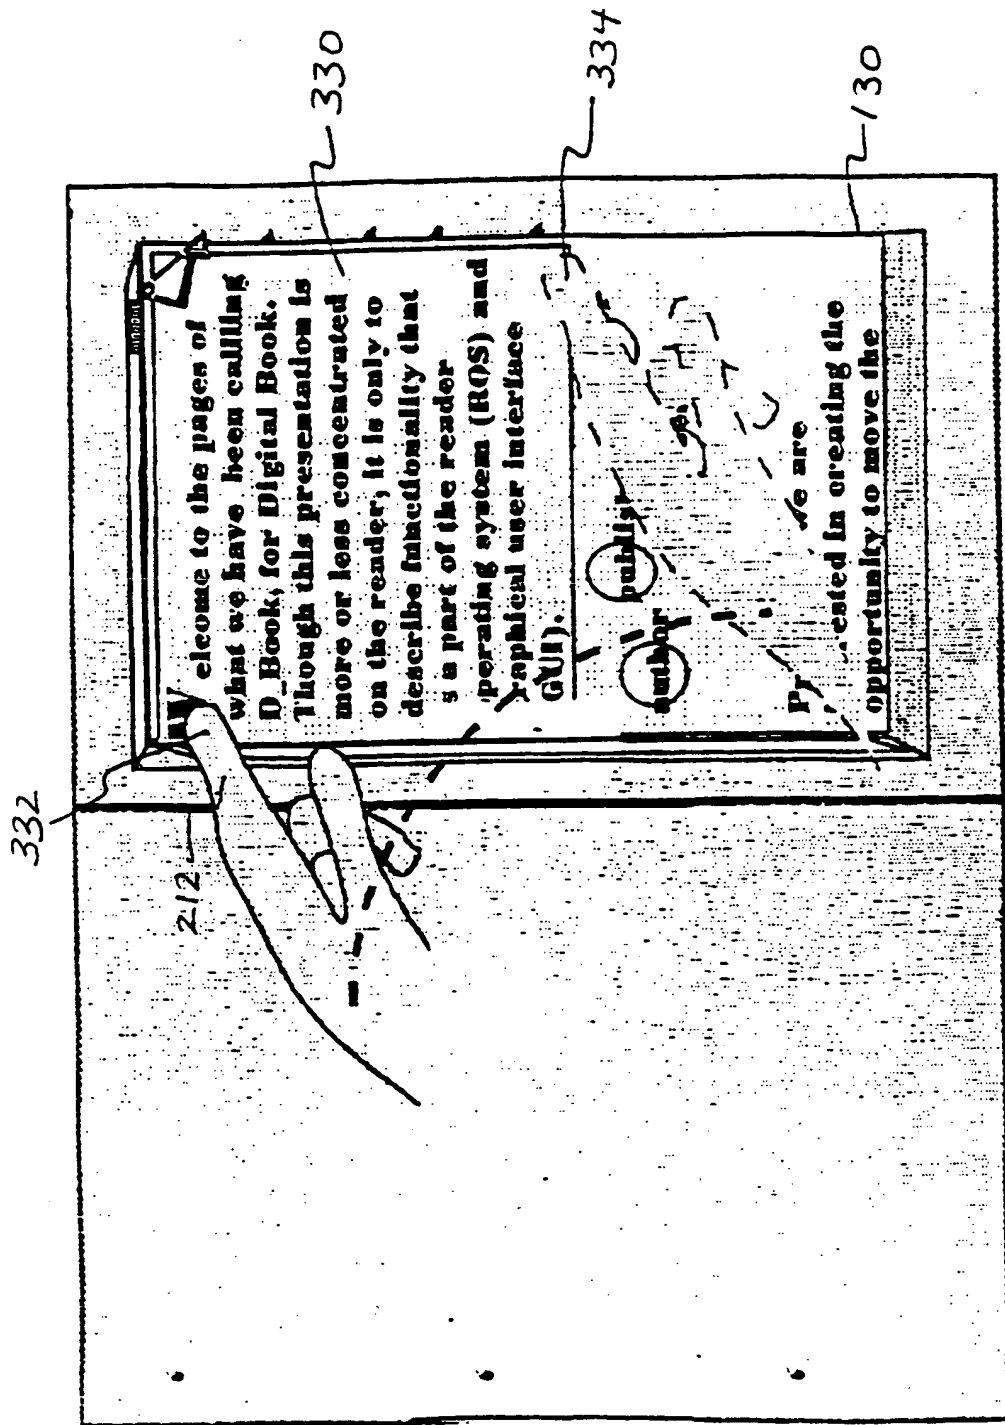 elcome to the pages of
what we have been callling
D_Book, for Digital Book.
Though this presentation is
more or less concentruted
on the reader, it is only to
describe functionality that
s a part of the reader
perating system (ROS) and
raphical user interface
GUI).
author publish
we are
ested in creating the
opportunity to move the
332
212
330
334
130